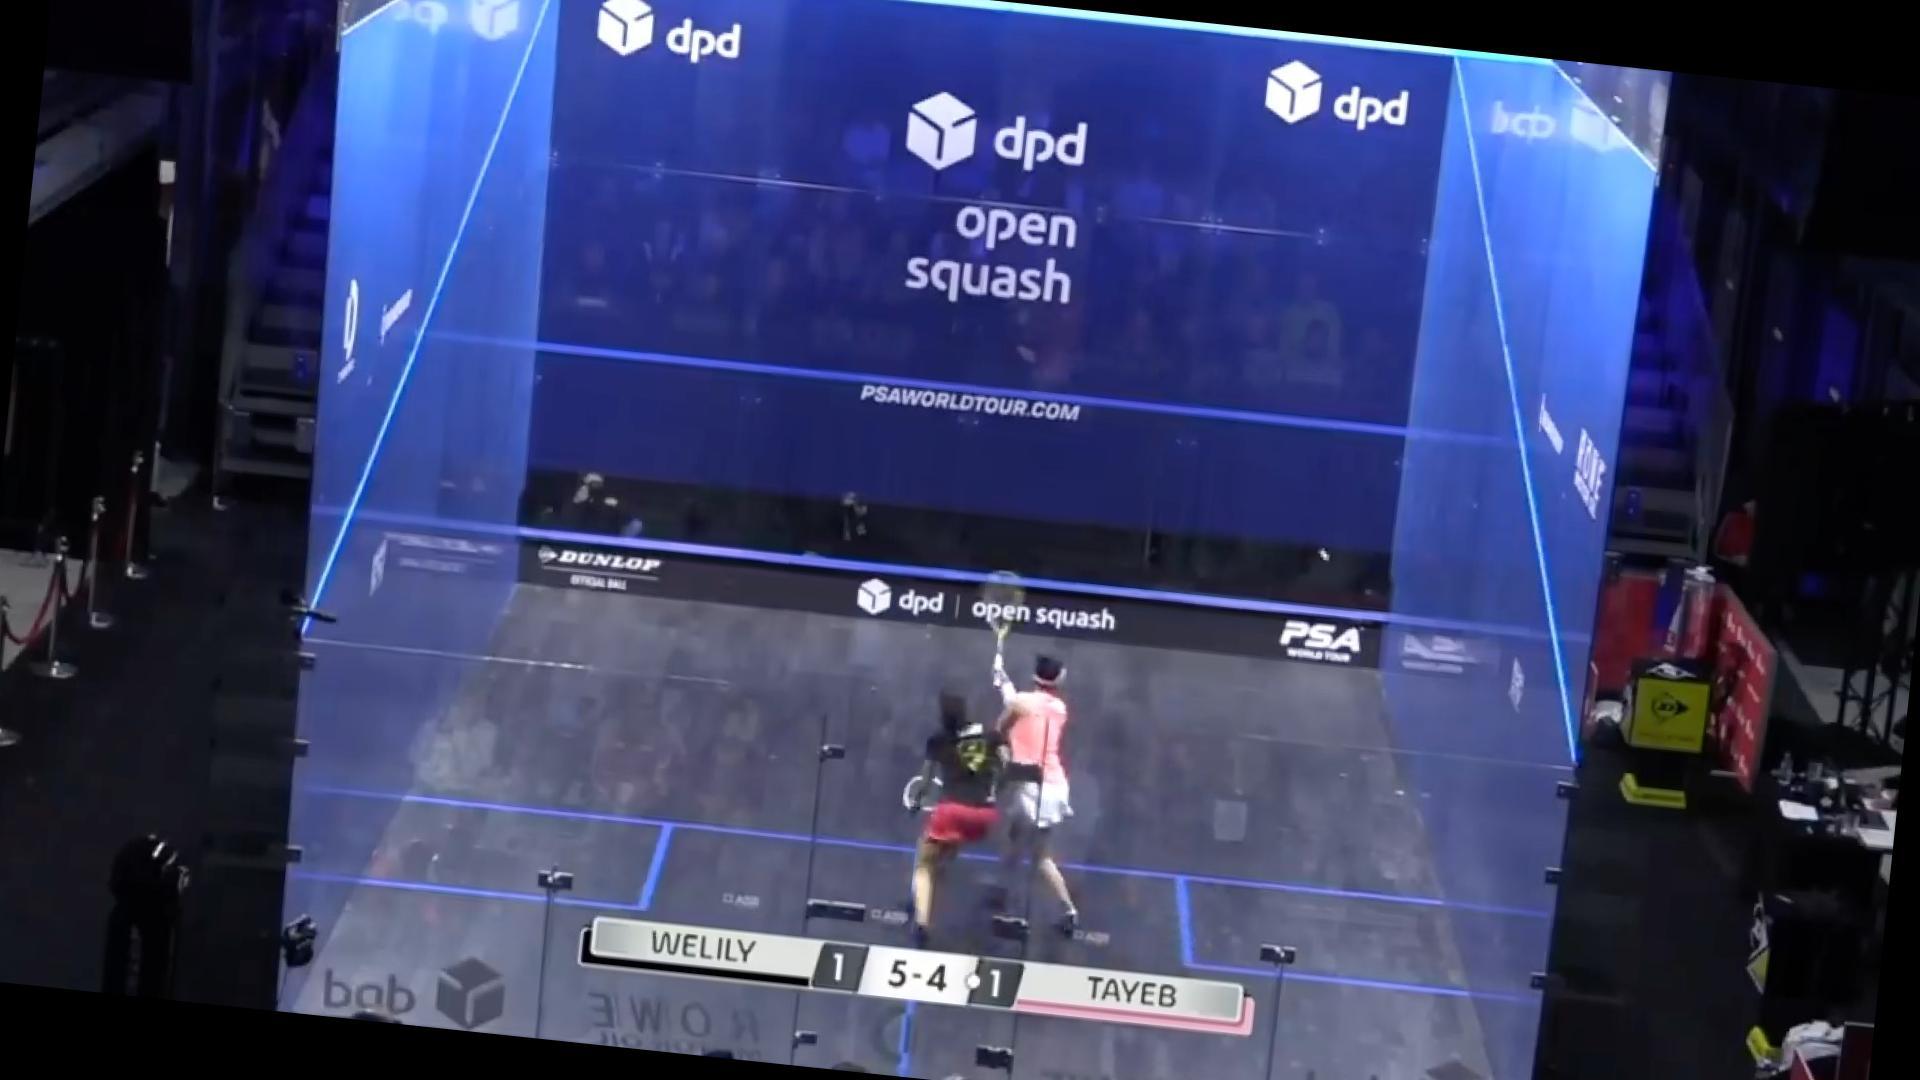 dpd
dpd
dpd
open
squash
PSAWORLDTOUR.COM
DUNLOP
OFFICIAL BALL
dpd | open squash
PSA
WORLD TOUR
WELILY 1 5-4 1 TAYEB
dpd
ROWE